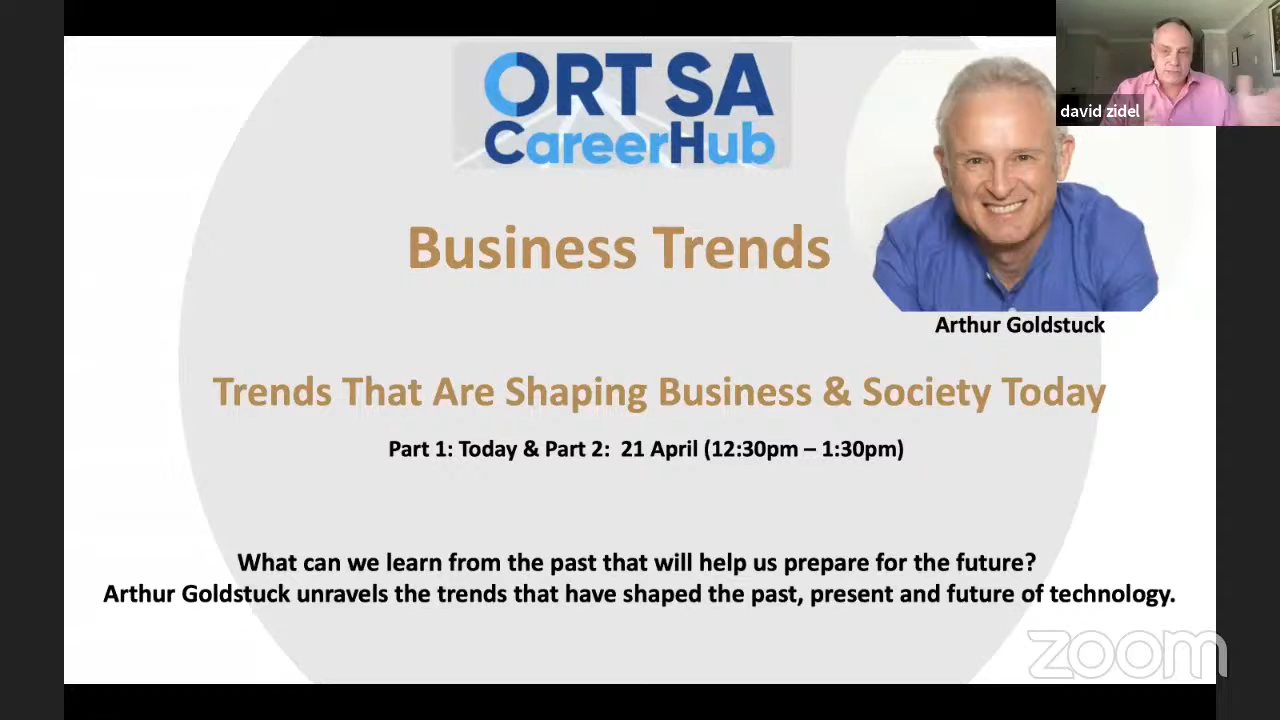 ORT SA
CareerHub
david zidel
Business Trends
Arthur Goldstuck
Trends That Are Shaping Business & Society Today
Part 1: Today & Part 2:  21 April (12:30pm – 1:30pm)
What can we learn from the past that will help us prepare for the future?
Arthur Goldstuck unravels the trends that have shaped the past, present and future of technology.
zoom